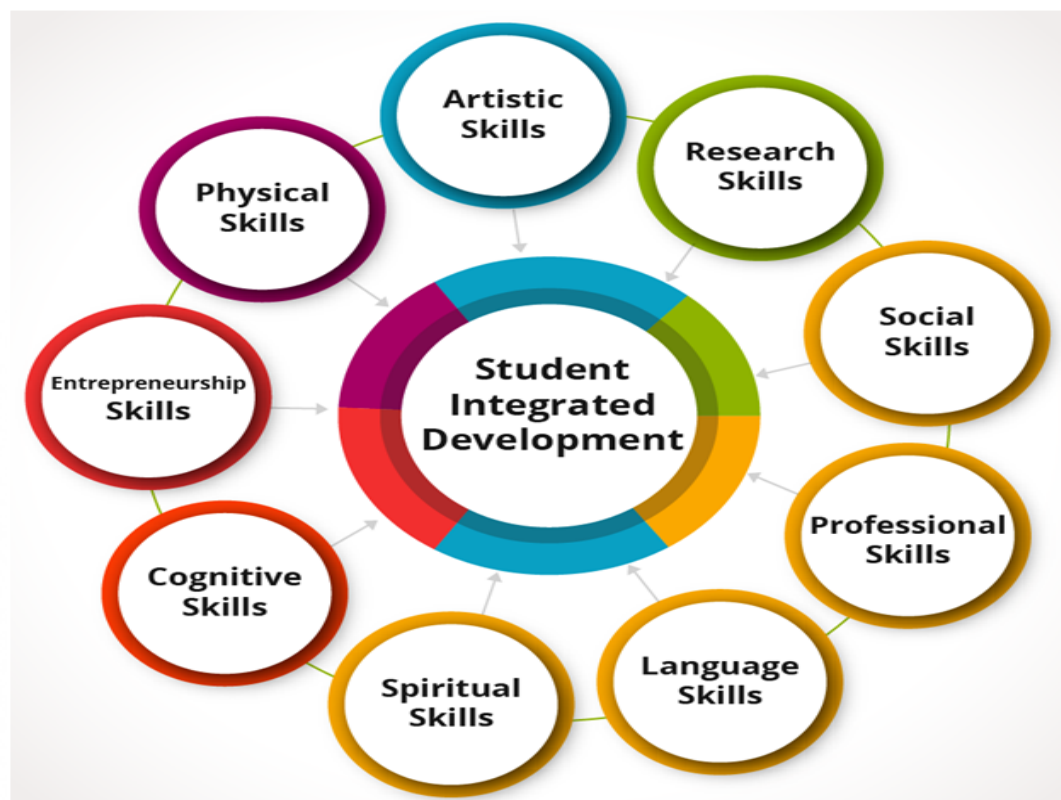 Artistic
Skills
Research
Skills
Physical
Skills
Social
Skills
Student
Integrated
Development
Entrepreneurship
Skills
Professional
Skills
Cognitive
Skills
Language
Skills
Spiritual
Skills